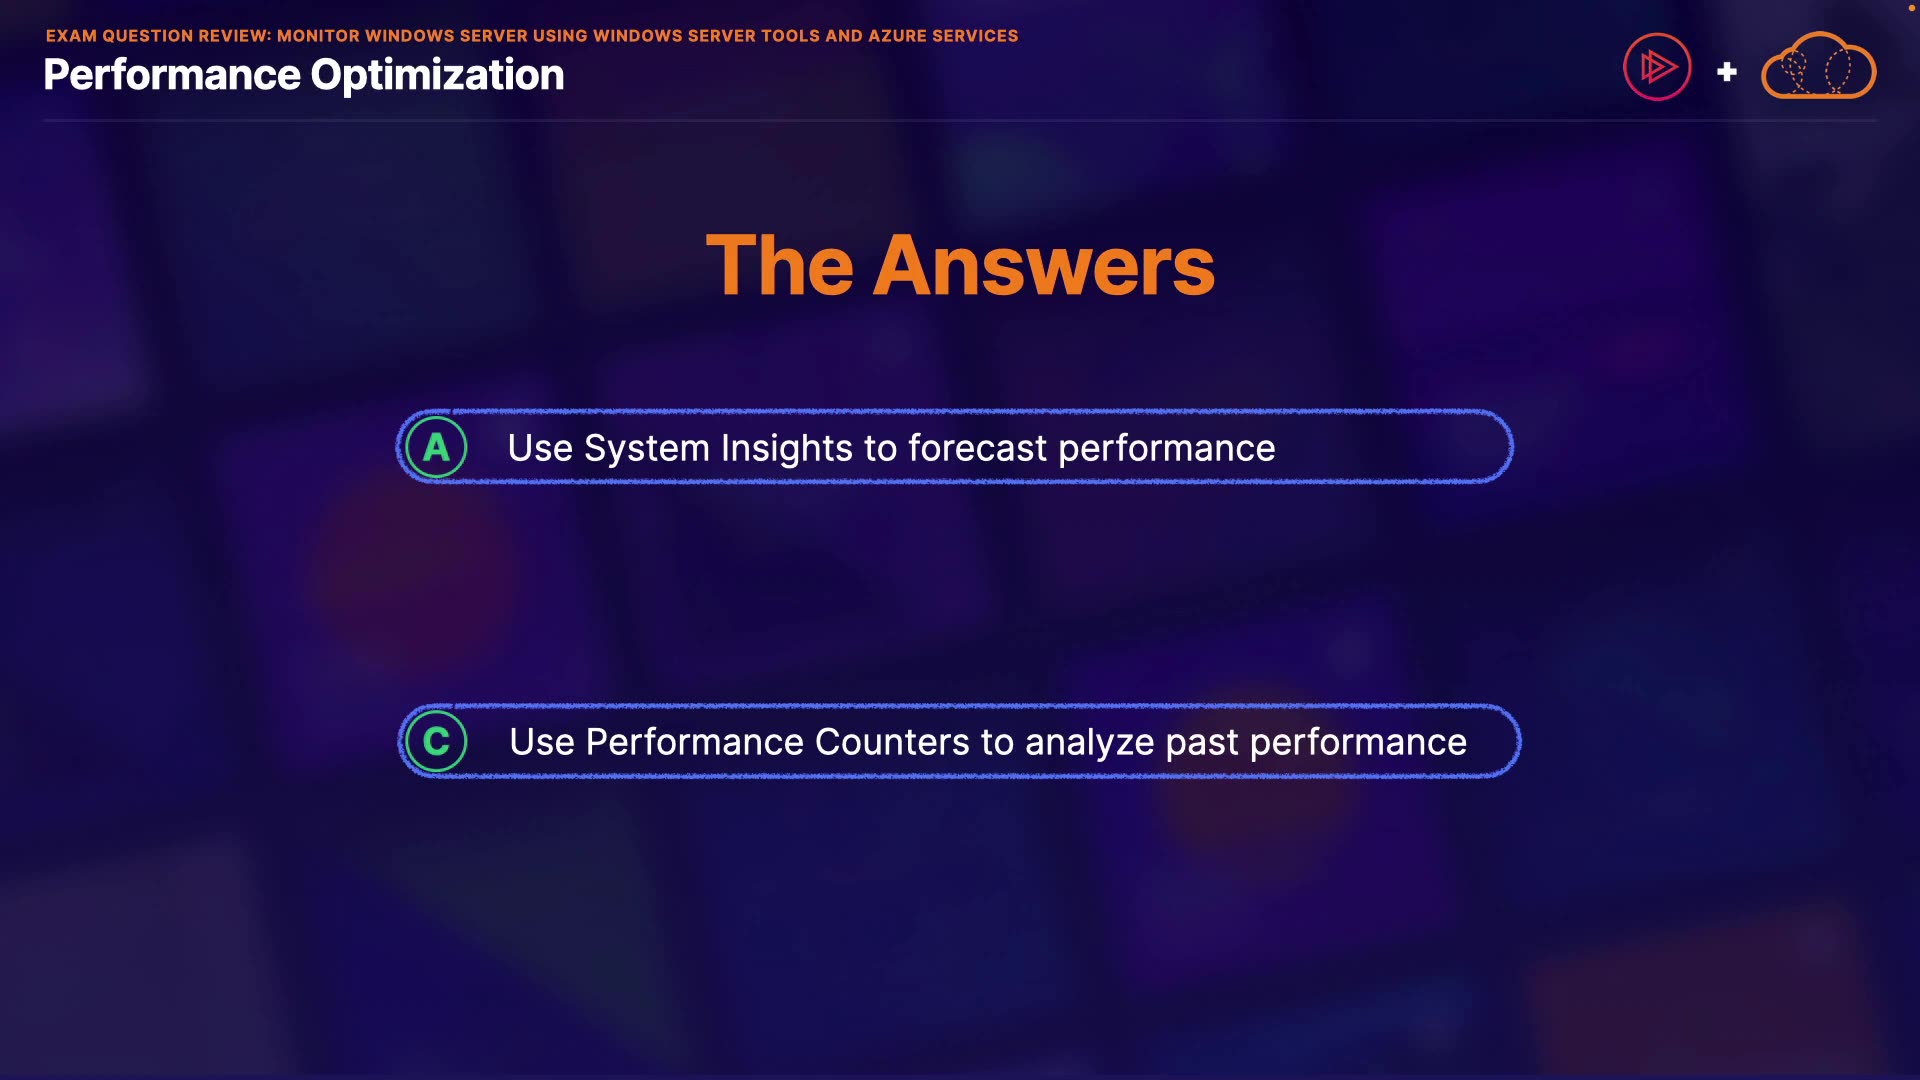 EXAM QUESTION REVIEW: MONITOR WINDOWS SERVER USING WINDOWS SERVER TOOLS AND AZURE SERVICES
Performance Optimization
The Answers
A Use System Insights to forecast performance
C Use Performance Counters to analyze past performance